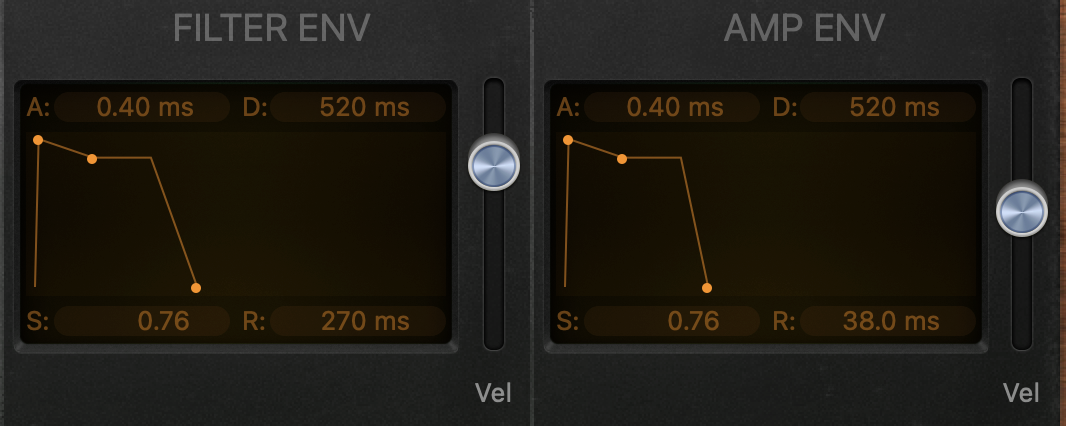 FILTER ENV
A: 0.40 ms D: 520 ms
S: 0.76 R: 270 ms
Vel
AMP ENV
A: 0.40 ms D: 520 ms
S: 0.76 R: 38.0 ms
Vel